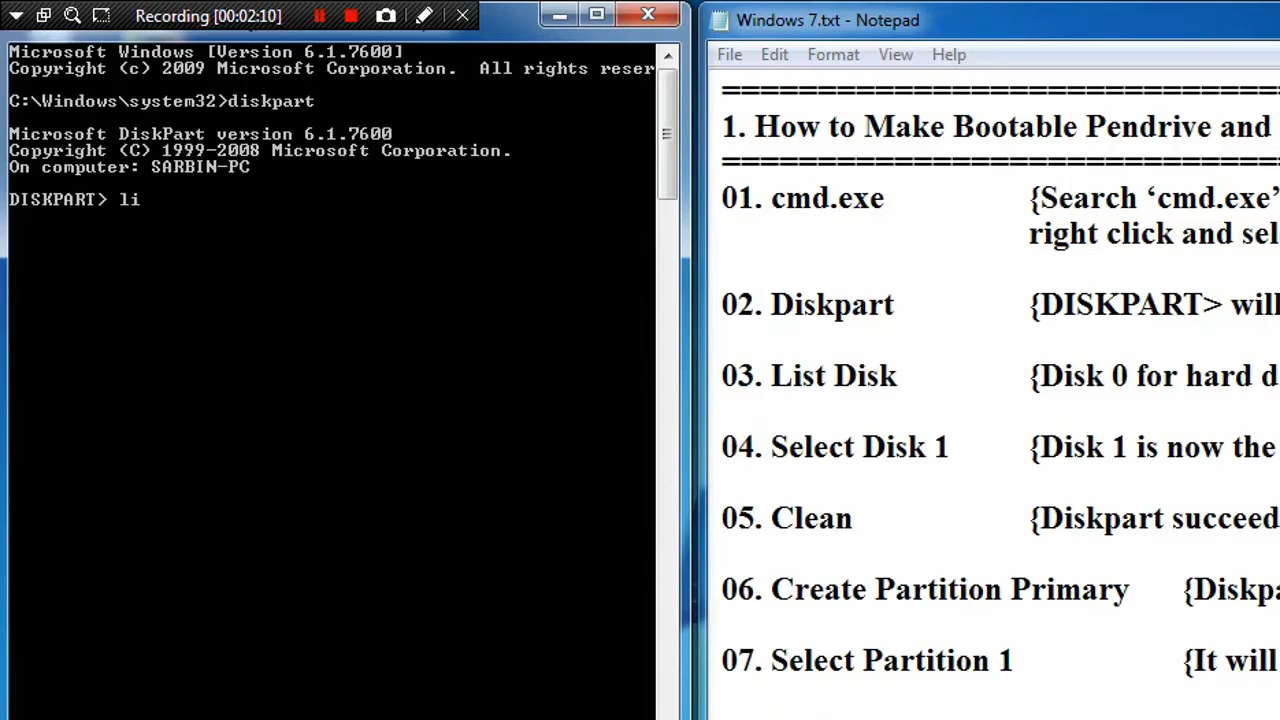 Recording [00:02:10]
Microsoft Windows [Version 6.1.7600]
Copyright (c) 2009 Microsoft Corporation.  All rights reser
C:\Windows\system32>diskpart
Microsoft DiskPart version 6.1.7600
Copyright (C) 1999-2008 Microsoft Corporation.
On computer: SARBIN-PC
DISKPART> li
Windows 7.txt - Notepad
File Edit Format View Help
==================================
1. How to Make Bootable Pendrive and
==================================
01. cmd.exe {Search ‘cmd.exe’
right click and sel
02. Diskpart {DISKPART> will
03. List Disk {Disk 0 for hard d
04. Select Disk 1 {Disk 1 is now the
05. Clean {Diskpart succeed
06. Create Partition Primary {Diskpa
07. Select Partition 1 {It will